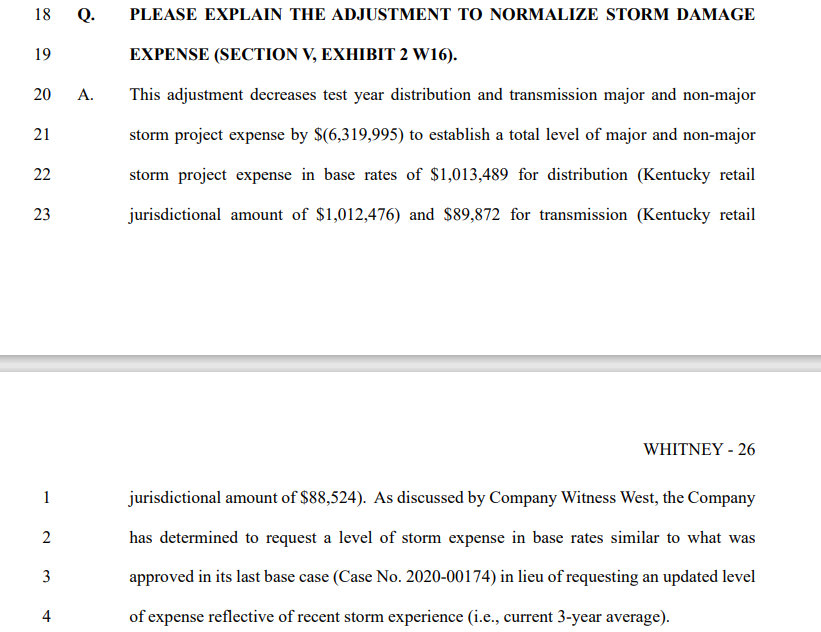 18 Q. PLEASE EXPLAIN THE ADJUSTMENT TO NORMALIZE STORM DAMAGE
19 EXPENSE (SECTION V, EXHIBIT 2 W16).
20 A. This adjustment decreases test year distribution and transmission major and non-major
21 storm project expense by $(6,319,995) to establish a total level of major and non-major
22 storm project expense in base rates of $1,013,489 for distribution (Kentucky retail
23 jurisdictional amount of $1,012,476) and $89,872 for transmission (Kentucky retail
WHITNEY - 26
1 jurisdictional amount of $88,524). As discussed by Company Witness West, the Company
2 has determined to request a level of storm expense in base rates similar to what was
3 approved in its last base case (Case No. 2020-00174) in lieu of requesting an updated level
4 of expense reflective of recent storm experience (i.e., current 3-year average).